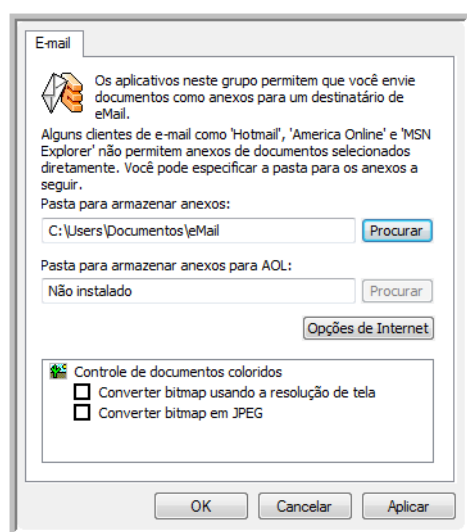 E-mail
Os aplicativos neste grupo permitem que você envie
documentos como anexos para um destinatário de
eMail.
Alguns clientes de e-mail como 'Hotmail', 'America Online' e 'MSN
Explorer' não permitem anexos de documentos selecionados
diretamente. Você pode especificar a pasta para os anexos a
seguir.
Pasta para armazenar anexos:
C:\Users\Documentos\eMail
Procurar
Pasta para armazenar anexos para AOL:
Não instalado
Procurar
Opções de Internet
Controle de documentos coloridos
Converter bitmap usando a resolução de tela
Converter bitmap em JPEG
OK
Cancelar
Aplicar